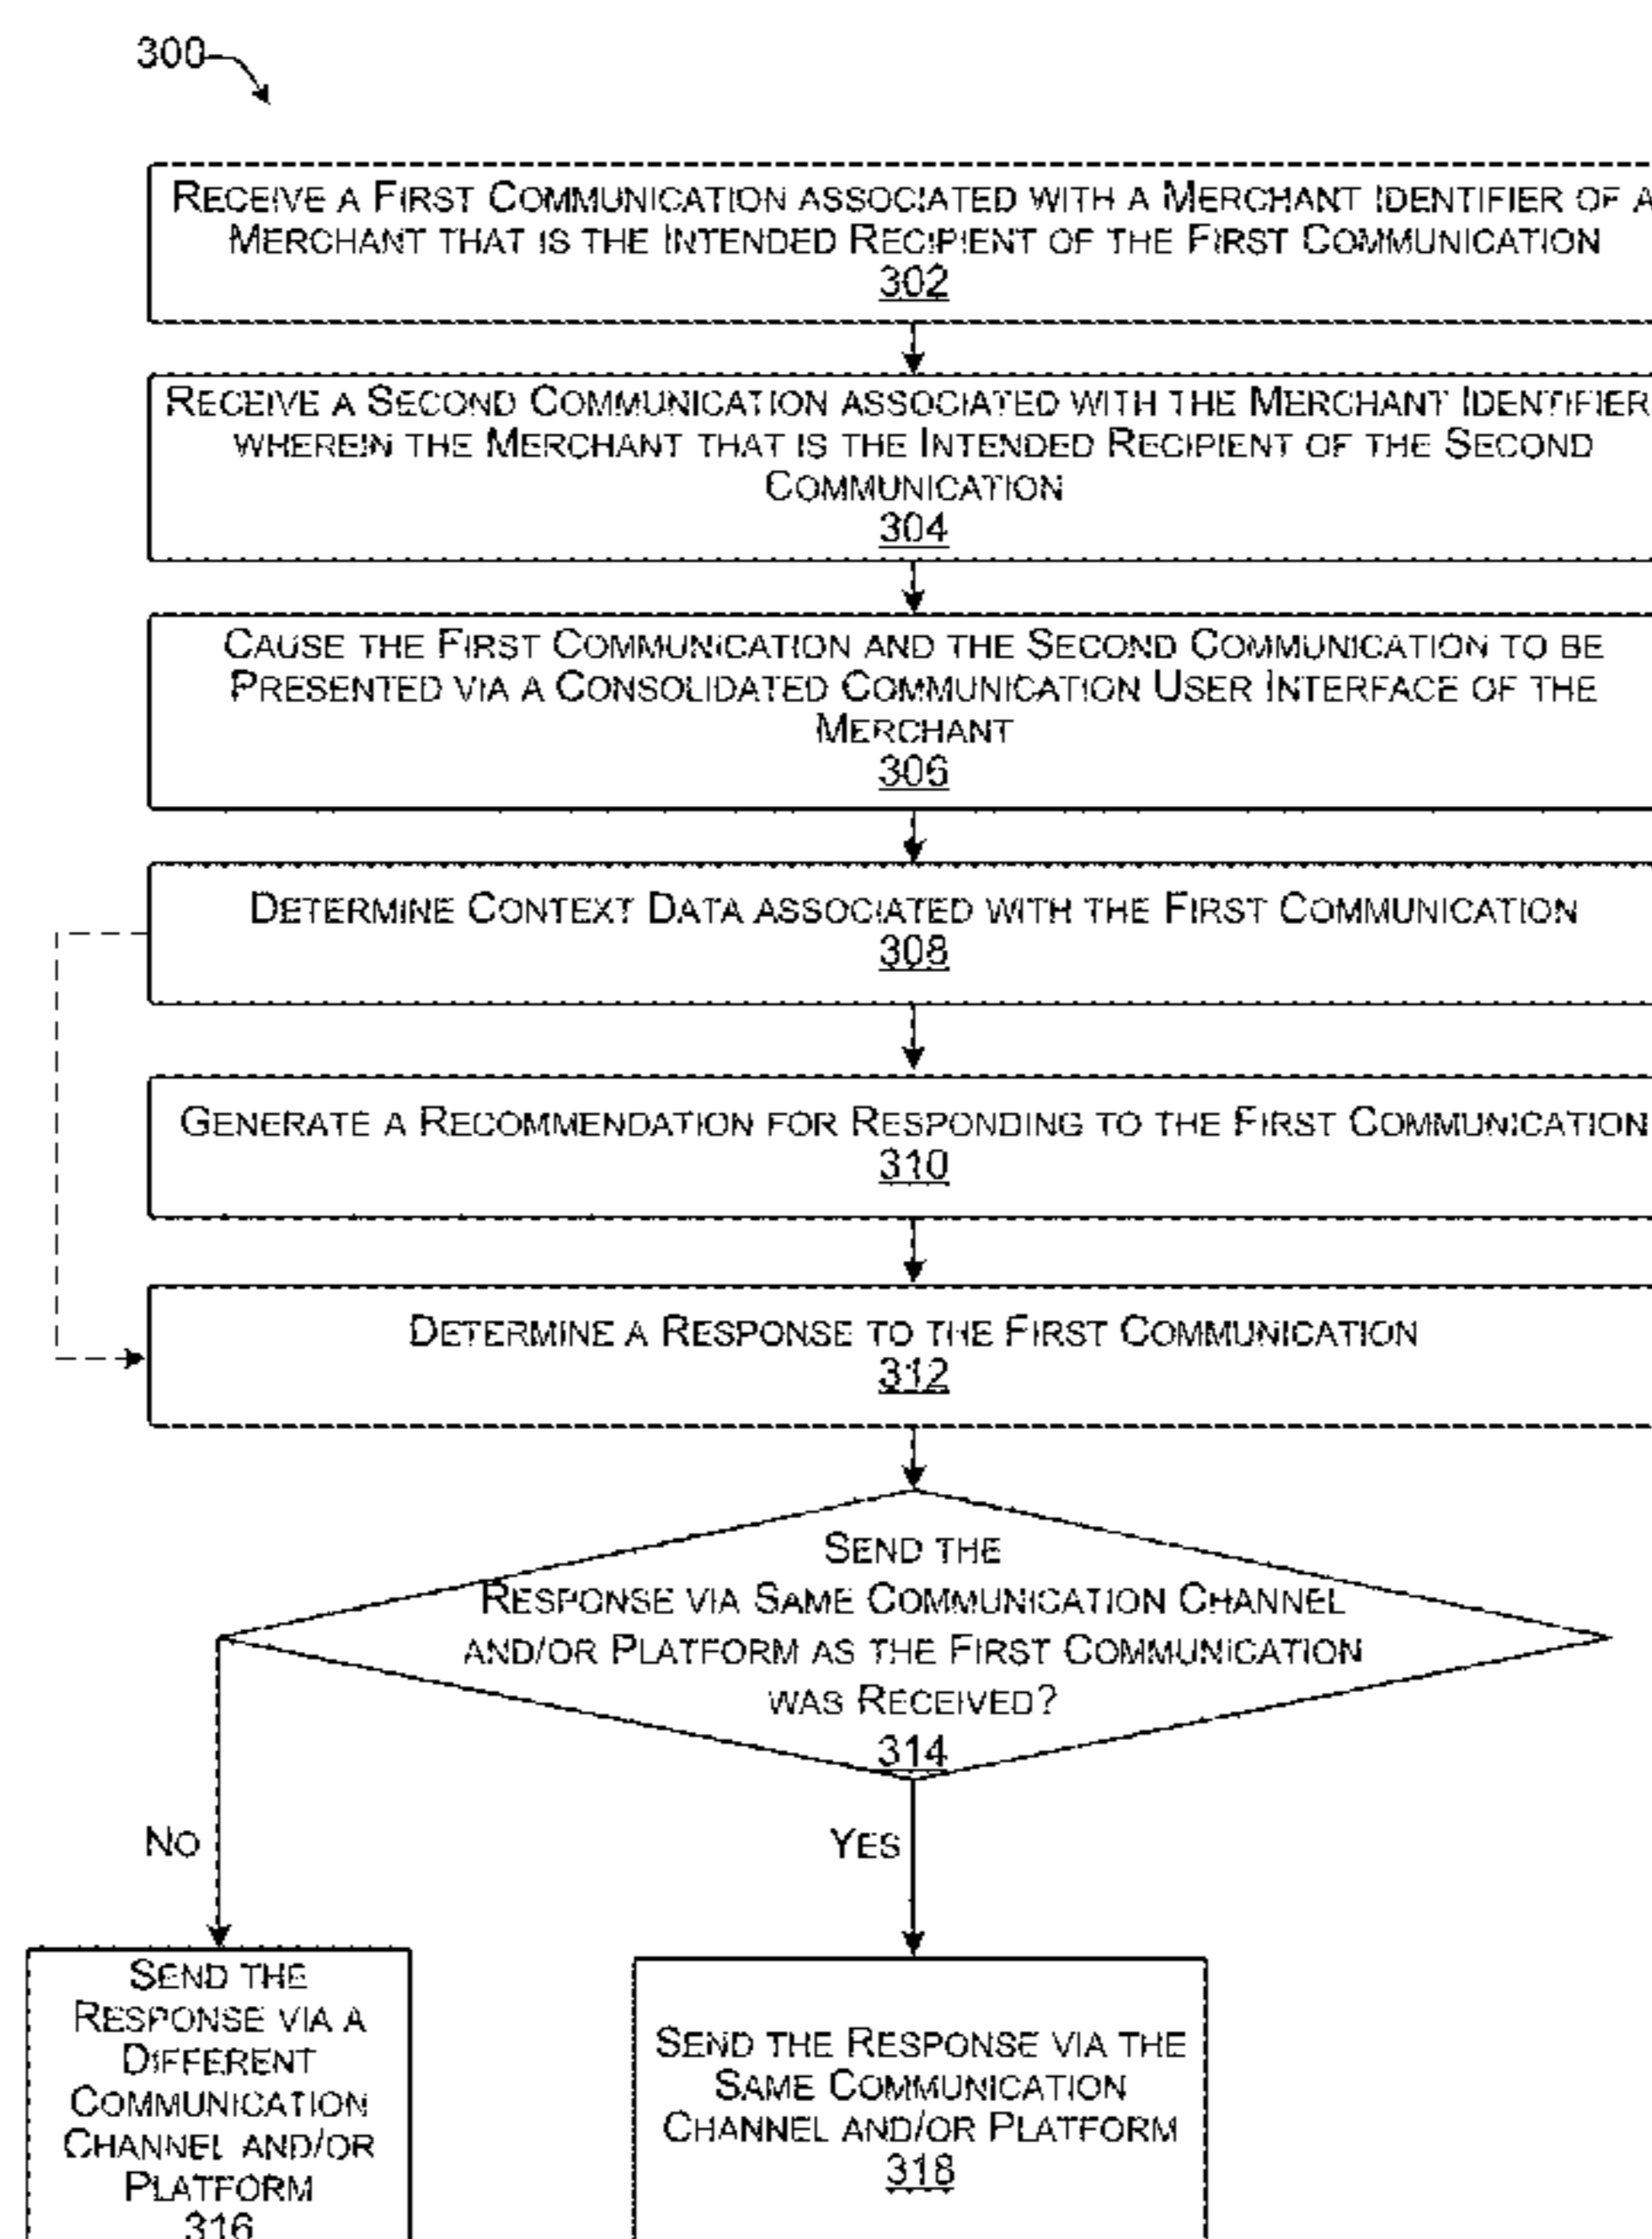 300
RECEIVE A FIRST COMMUNICATION ASSOCIATED WITH A MERCHANT IDENTIFIER OF A
MERCHANT THAT IS THE INTENDED RECIPIENT OF THE FIRST COMMUNICATION
302
RECEIVE A SECOND COMMUNICATION ASSOCIATED WITH THE MERCHANT IDENTIFIER
WHEREIN THE MERCHANT THAT IS THE INTENDED RECIPIENT OF THE SECOND
COMMUNICATION
304
CAUSE THE FIRST COMMUNICATION AND THE SECOND COMMUNICATION TO BE
PRESENTED VIA A CONSOLIDATED COMMUNICATION USER INTERFACE OF THE
MERCHANT
306
DETERMINE CONTEXT DATA ASSOCIATED WITH THE FIRST COMMUNICATION
308
GENERATE A RECOMMENDATION FOR RESPONDING TO THE FIRST COMMUNICATION
310
DETERMINE A RESPONSE TO THE FIRST COMMUNICATION
312
SEND THE
RESPONSE VIA SAME COMMUNICATION CHANNEL
AND/OR PLATFORM AS THE FIRST COMMUNICATION
WAS RECEIVED?
314
NO
YES
SEND THE
RESPONSE VIA A
DIFFERENT
COMMUNICATION
CHANNEL AND/OR
PLATFORM
316
SEND THE RESPONSE VIA THE
SAME COMMUNICATION
CHANNEL AND/OR PLATFORM
318